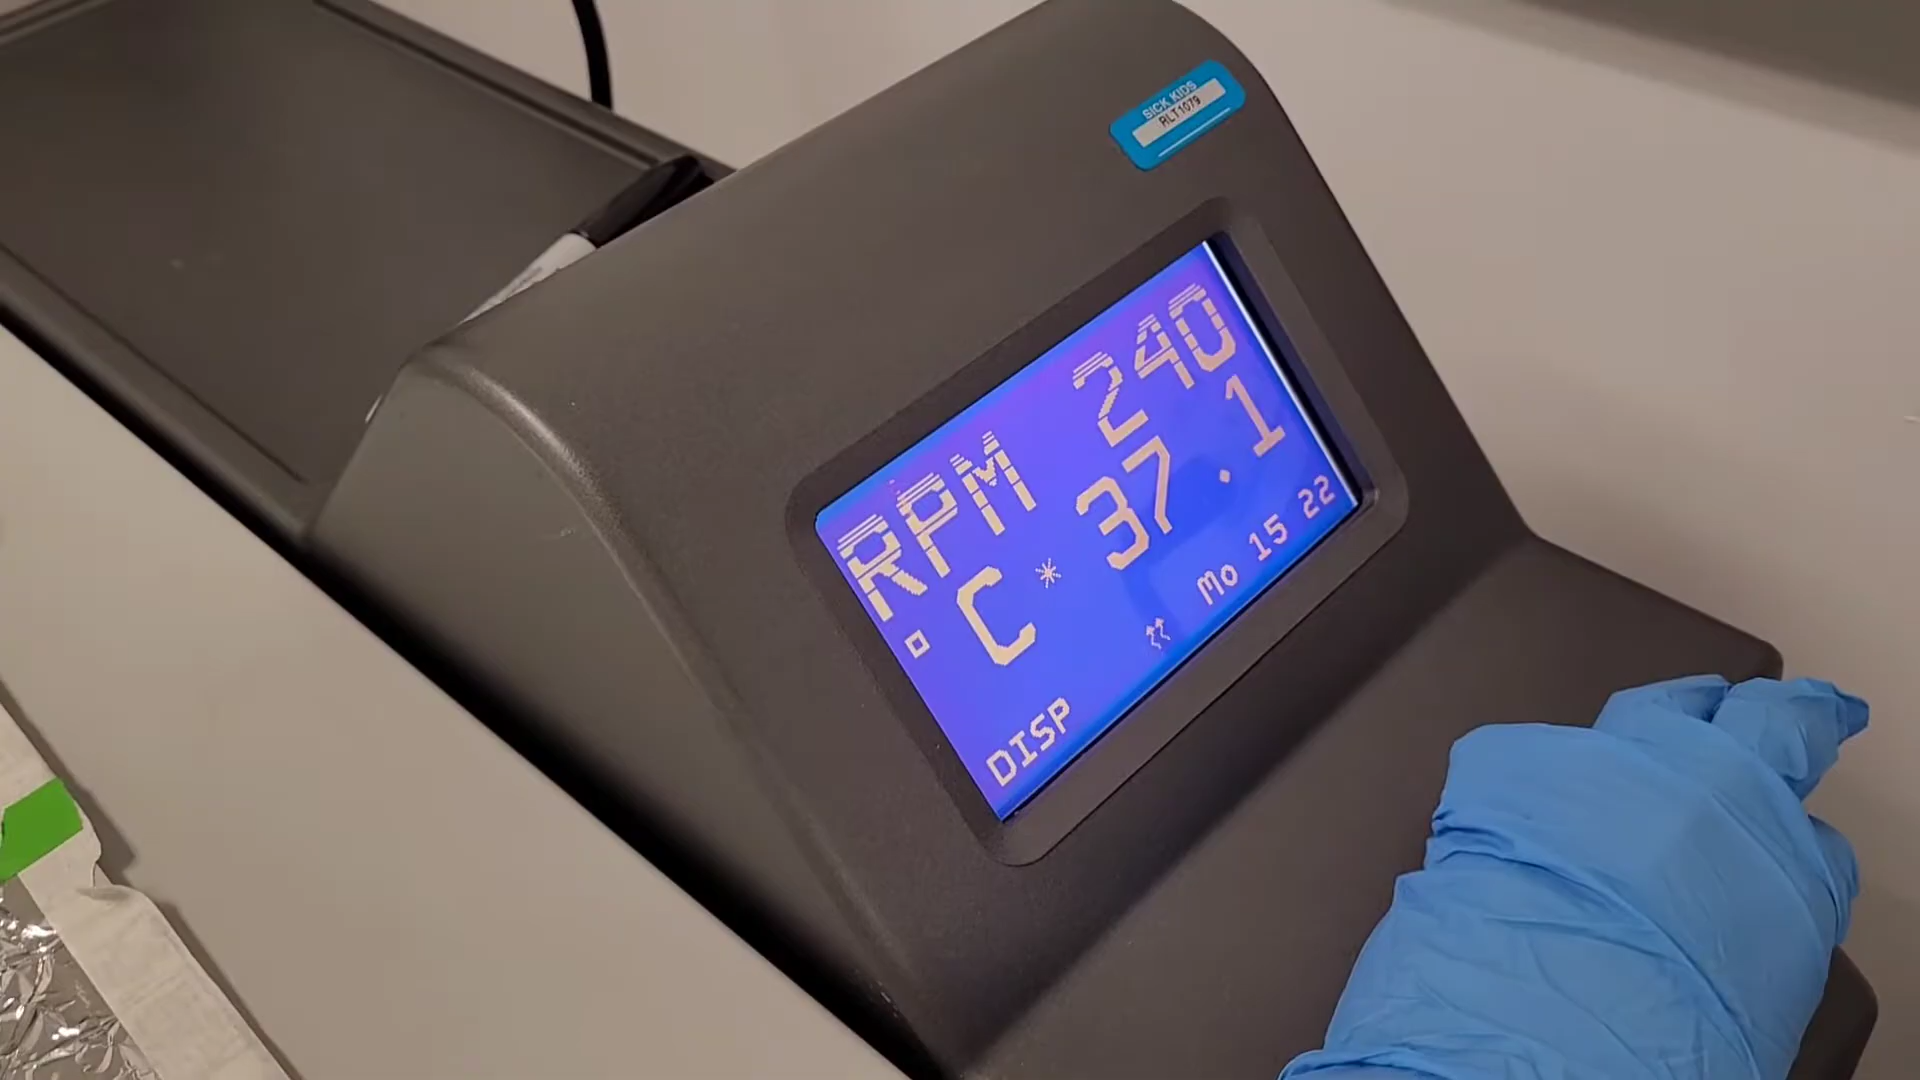 SICK KIDS
RLT1079
RPM 240
°C * 37.1
Mo 15 22
DISP